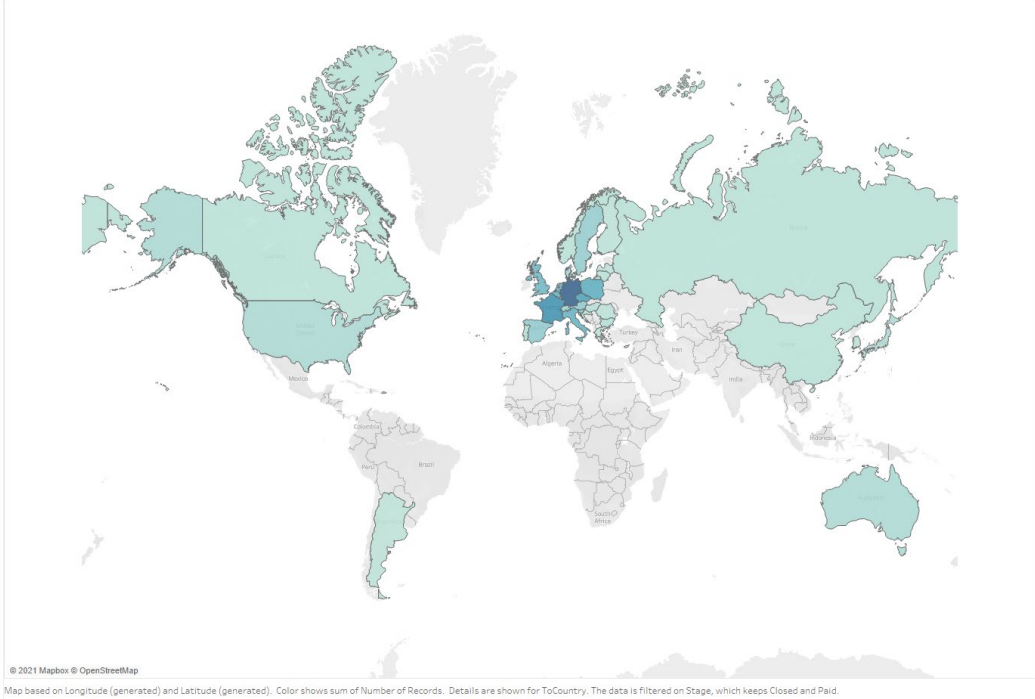 Turkey
Algeria
Egypt
Iran
India
Mexico
Colombia
Peru
Brazil
Indonesia
South
Africa
© 2021 Mapbox © OpenStreetMap
Map based on Longitude (generated) and Latitude (generated).  Color shows sum of Number of Records.  Details are shown for ToCountry. The data is filtered on Stage, which keeps Closed and Paid.